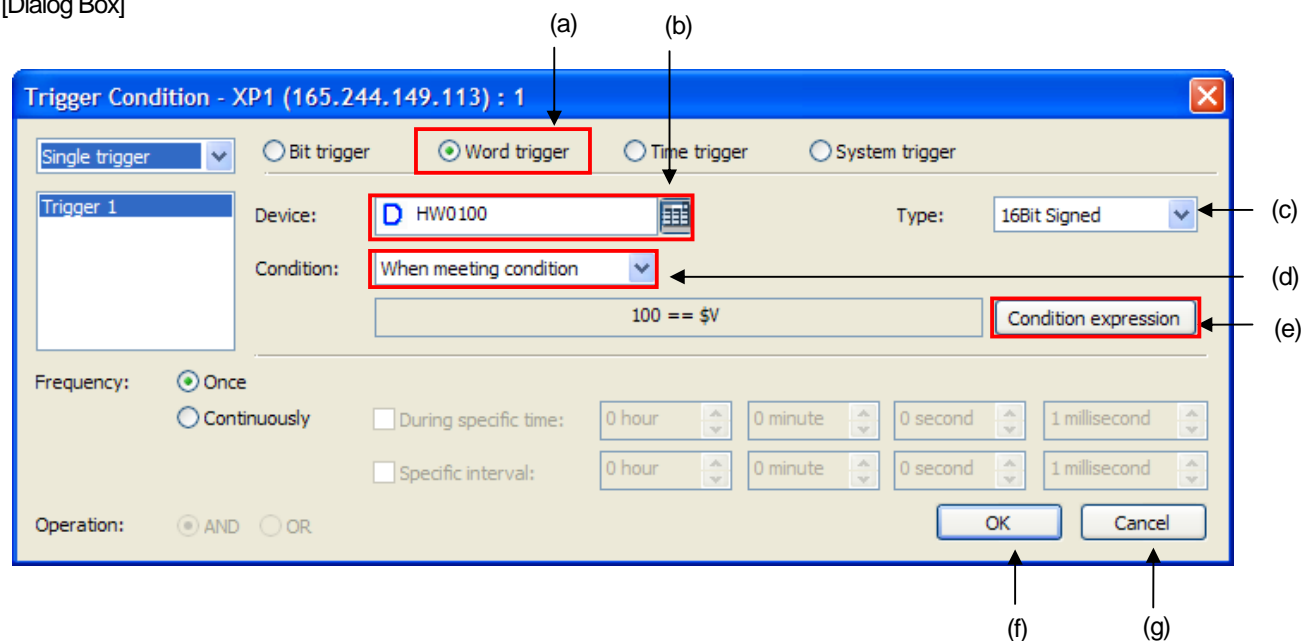 [Dialog Box]
(a) (b)
Trigger Condition - XP1 (165.244.149.113) : 1
Single trigger Bit trigger Word trigger Time trigger System trigger
Trigger 1
Device: D HW0100 Type: 16Bit Signed (c)
Condition: When meeting condition (d)
100 == $V Condition expression (e)
Frequency: Once
Continuously During specific time: 0 hour 0 minute 0 second 1 millisecond
Specific interval: 0 hour 0 minute 0 second 1 millisecond
Operation: AND OR OK Cancel
(f) (g)